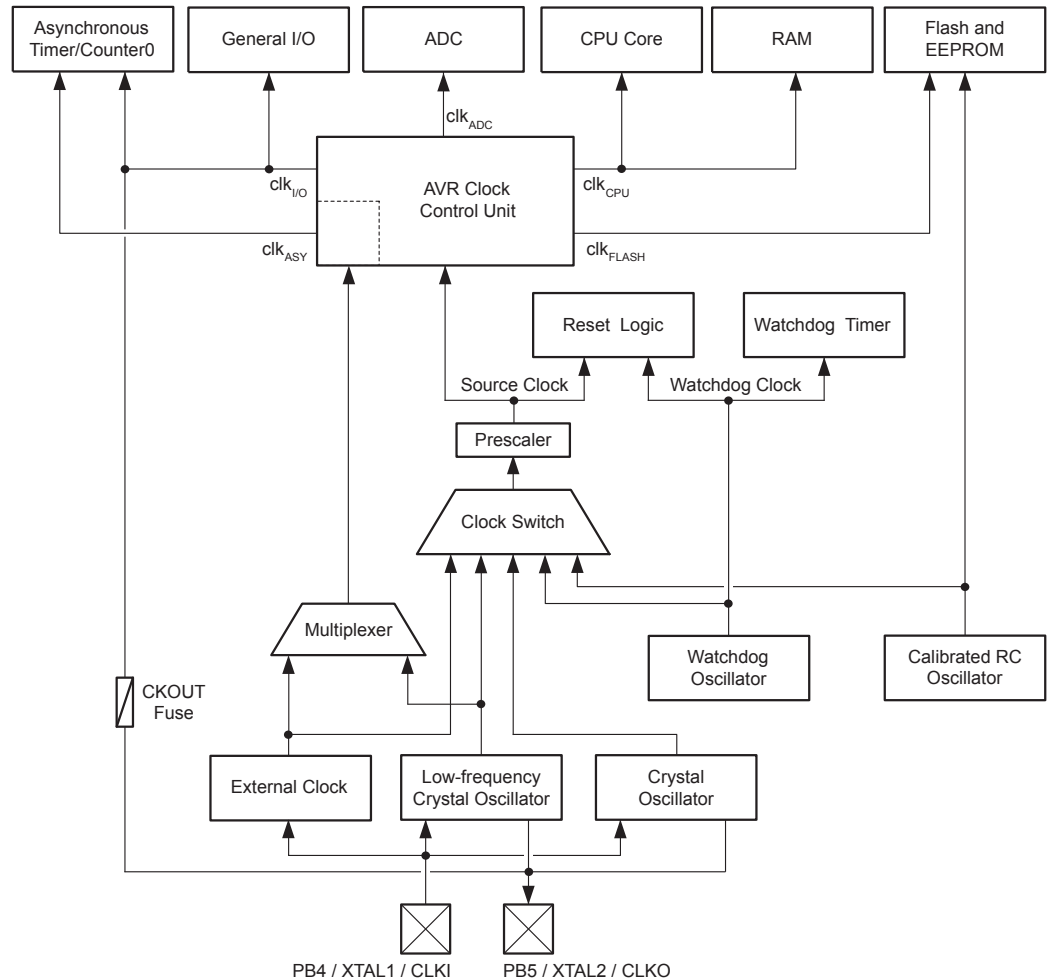 Asynchronous
Timer/Counter0
General I/O
ADC
CPU Core
RAM
Flash and
EEPROM
clkADC
clkI/O
AVR Clock
Control Unit
clkCPU
clkASY
clkFLASH
Reset Logic
Watchdog Timer
Source Clock
Watchdog Clock
Prescaler
Clock Switch
Multiplexer
Watchdog
Oscillator
Calibrated RC
Oscillator
CKOUT
Fuse
External Clock
Low-frequency
Crystal Oscillator
Crystal
Oscillator
PB4 / XTAL1 / CLKI
PB5 / XTAL2 / CLKO